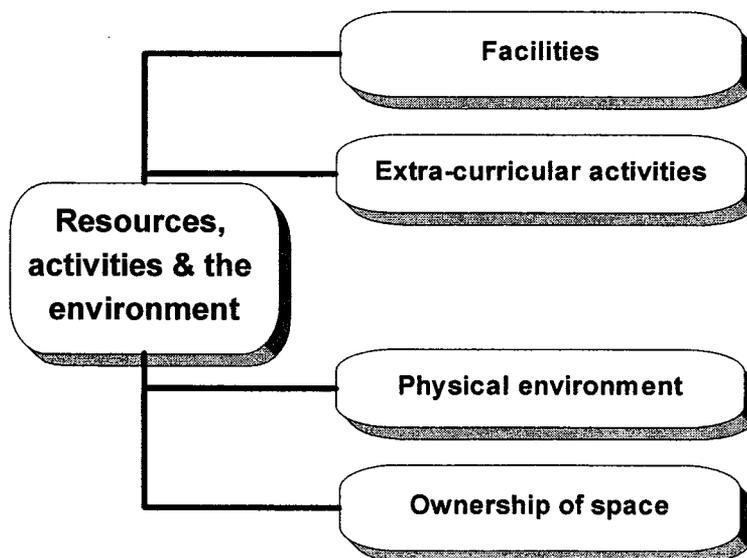 Facilities
Extra-curricular activities
Resources,
activities & the
environment
Physical environment
Ownership of space